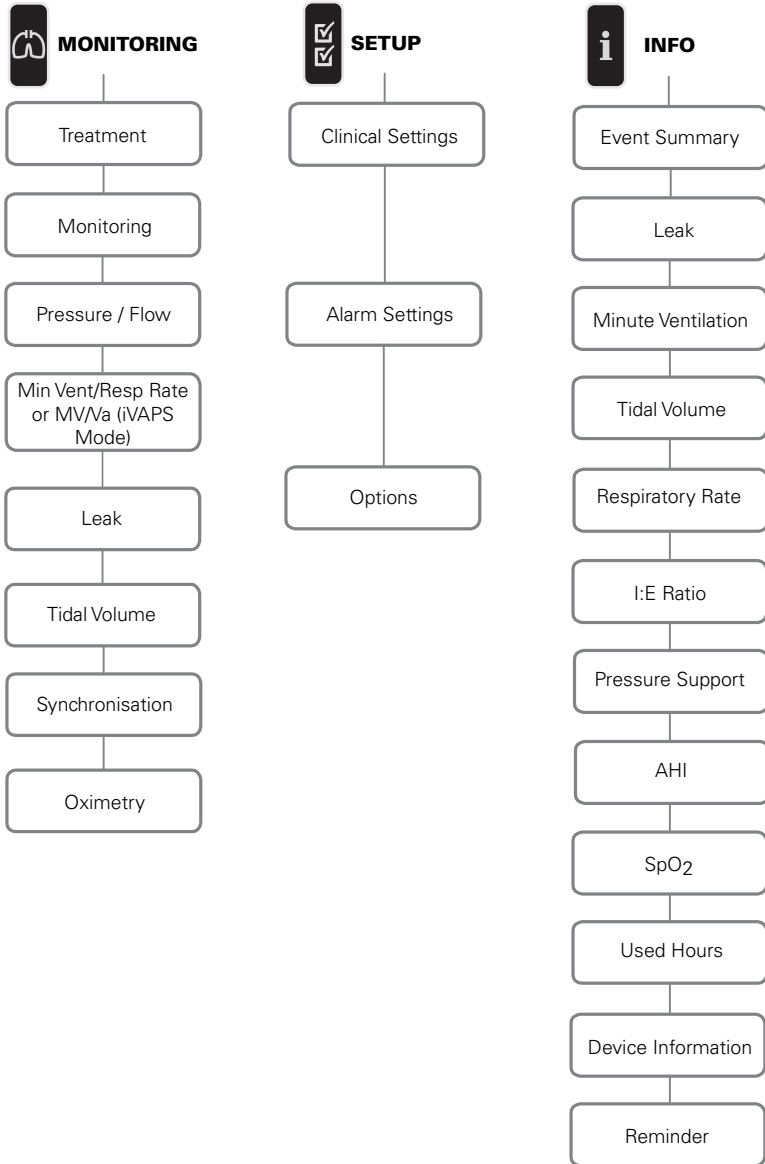 MONITORING
Treatment
Monitoring
Pressure / Flow
Min Vent/Resp Rate
or MV/Va (iVAPS
Mode)
Leak
Tidal Volume
Synchronisation
Oximetry
SETUP
Clinical Settings
Alarm Settings
Options
i
INFO
Event Summary
Leak
Minute Ventilation
Tidal Volume
Respiratory Rate
I:E Ratio
Pressure Support
AHI
SpO2
Used Hours
Device Information
Reminder